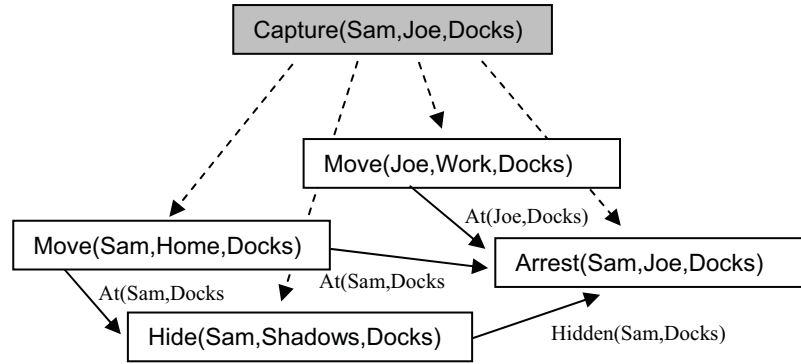 Capture(Sam,Joe,Docks)
Move(Joe,Work,Docks)
At(Joe,Docks)
Move(Sam,Home,Docks)
Arrest(Sam,Joe,Docks)
At(Sam,Docks
At(Sam,Docks
Hide(Sam,Shadows,Docks)
Hidden(Sam,Docks)